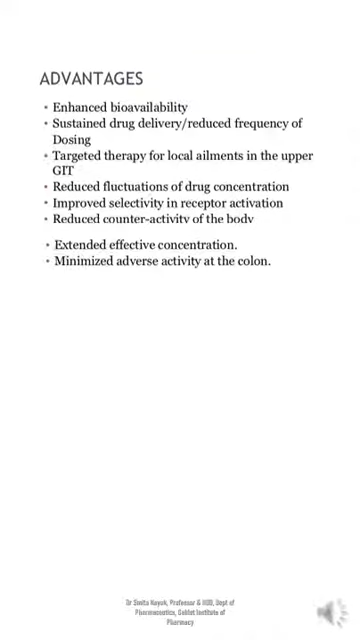 ADVANTAGES
• Enhanced bioavailability
• Sustained drug delivery/reduced frequency of
Dosing
• Targeted therapy for local ailments in the upper
GIT
• Reduced fluctuations of drug concentration
• Improved selectivity in receptor activation
• Reduced counter-activity of the body
• Extended effective concentration.
• Minimized adverse activity at the colon.
Dr Smita Nayak, Professor & HOD, Dept of
Pharmaceutics, Goblet Institute of
Pharmacy